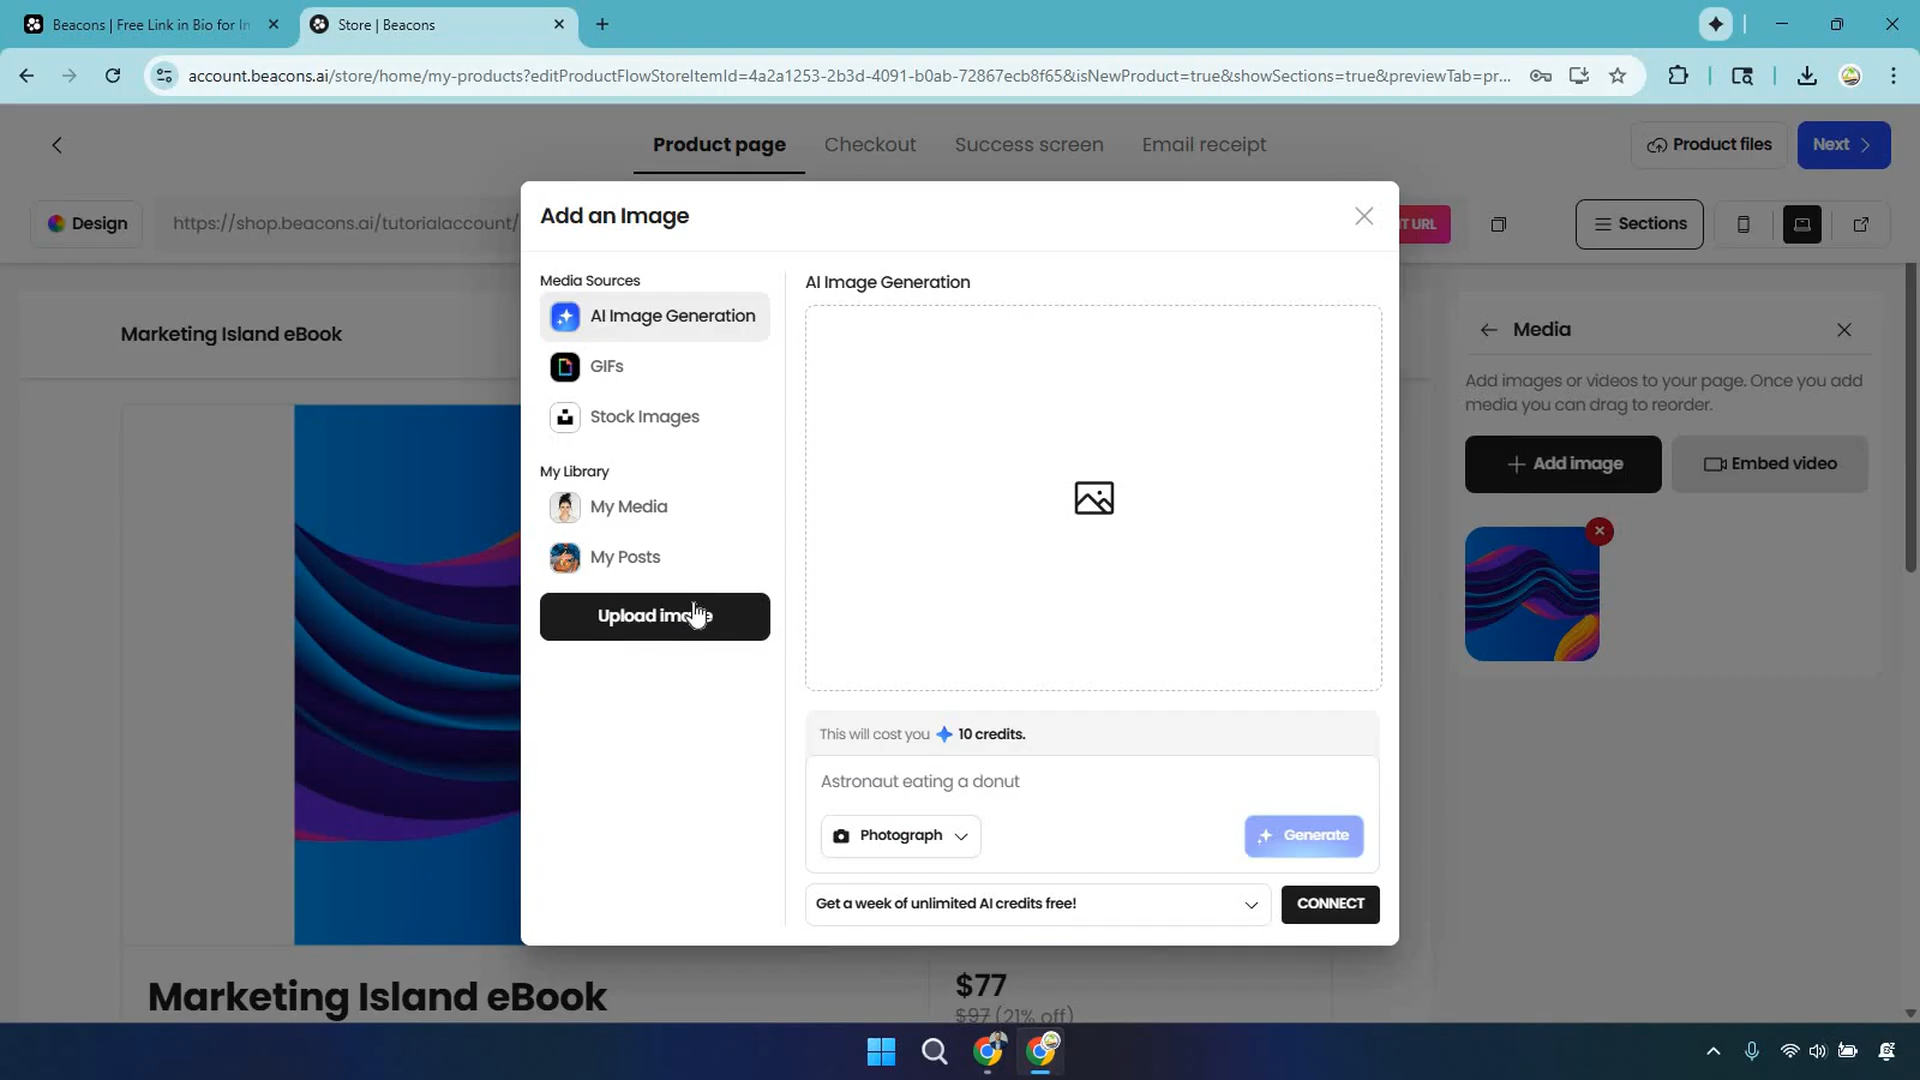 Beacons | Free Link in Bio for In
Store | Beacons
account.beacons.ai/store/home/my-products?editProductFlowStoreItemId=4a2a1253-2b3d-4091-b0ab-72867ecb8f65&isNewProduct=true&showSections=true&previewTab=pr...
Product page
Checkout
Success screen
Email receipt
Product files
Next
Design
https://shop.beacons.ai/tutorialaccount/
T URL
Sections
Add an Image
Media Sources
AI Image Generation
GIFs
Stock Images
My Library
My Media
My Posts
Upload image
AI Image Generation
This will cost you 10 credits.
Astronaut eating a donut
Photograph
Generate
Get a week of unlimited AI credits free!
CONNECT
Marketing Island eBook
Media
Add images or videos to your page. Once you add
media you can drag to reorder.
Add image
Embed video
Marketing Island eBook
$77
$97 (21% off)